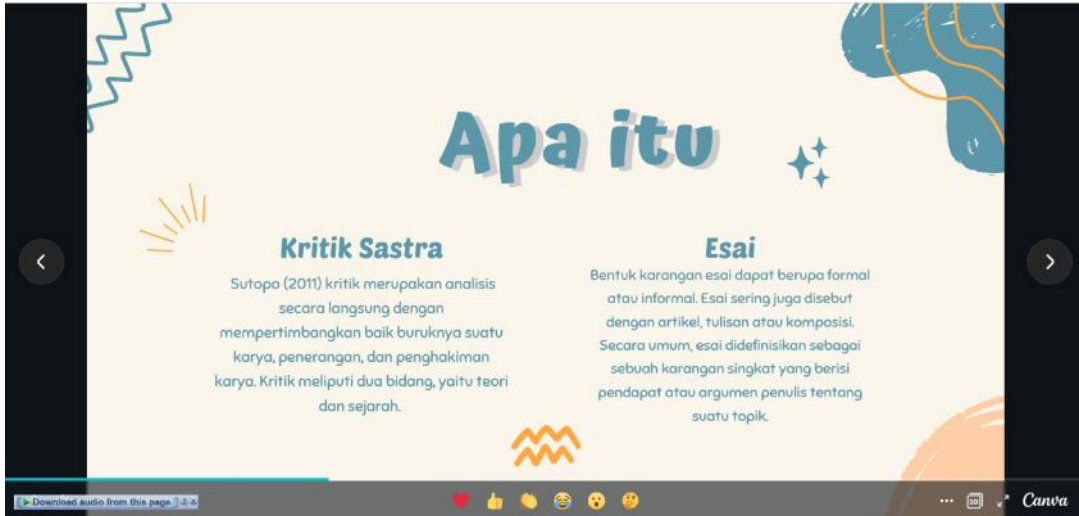 Apa itu
Kritik Sastra
Sutopo (2011) kritik merupakan analisis
secara langsung dengan
mempertimbangkan baik buruknya suatu
karya, penerangan, dan penghakiman
karya. Kritik meliputi dua bidang, yaitu teori
dan sejarah.
Esai
Bentuk karangan esai dapat berupa formal
atau informal. Esai sering juga disebut
dengan artikel, tulisan atau komposisi.
Secara umum, esai didefinisikan sebagai
sebuah karangan singkat yang berisi
pendapat atau argumen penulis tentang
suatu topik.
Download audio from this page
Canva